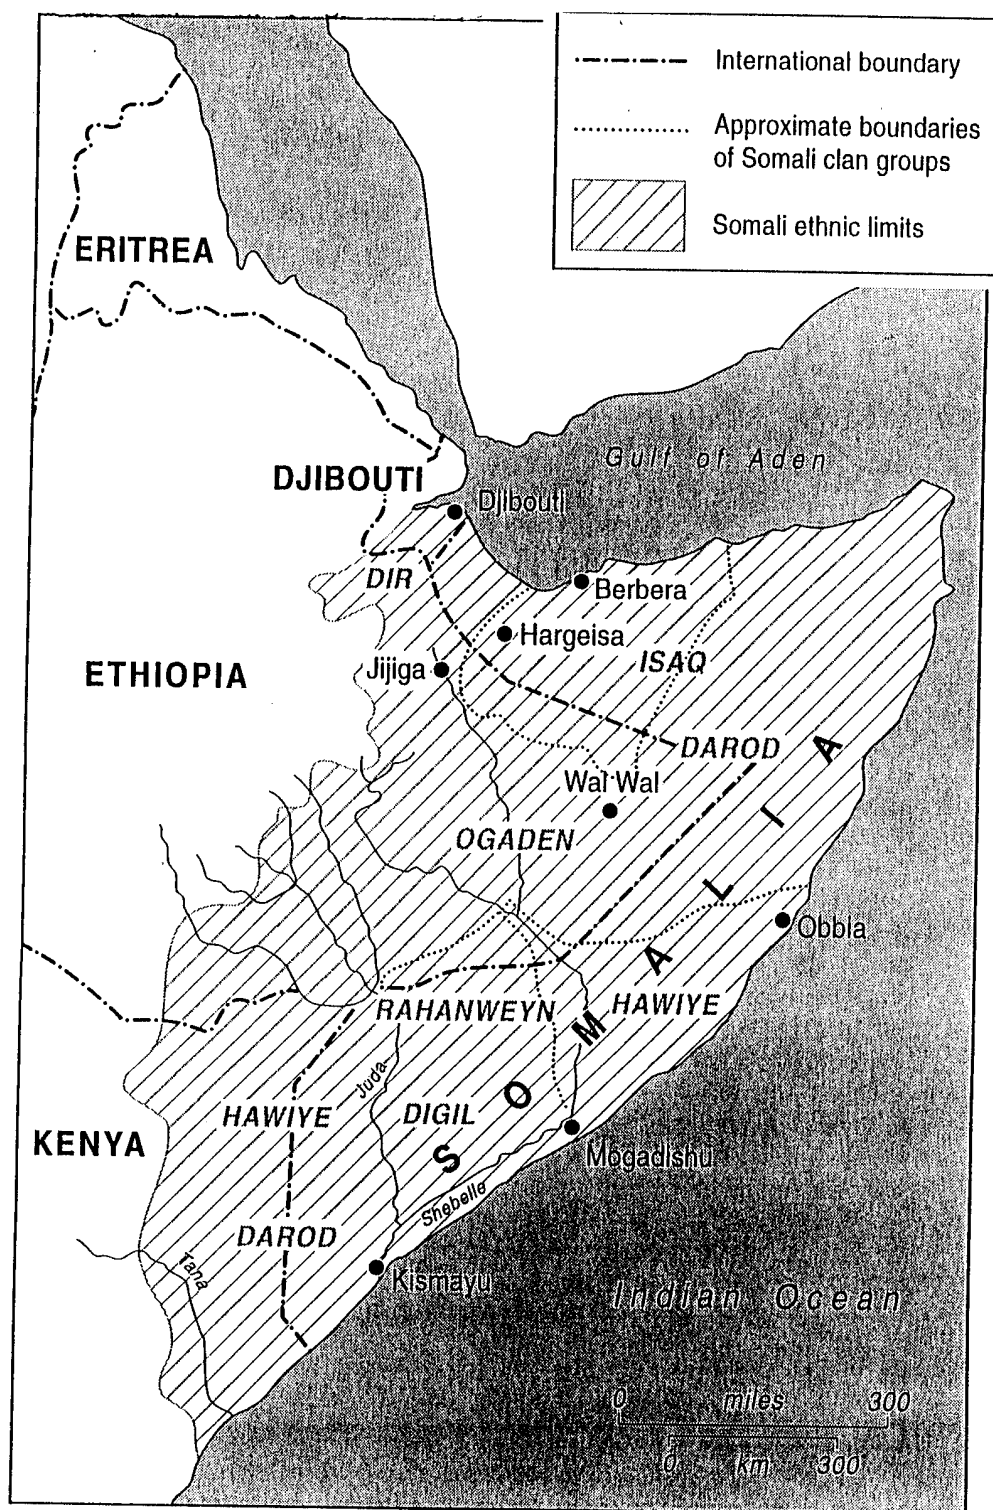 International boundary
Approximate boundaries
of Somali clan groups
Somali ethnic limits
ERITREA
Gulf of Aden
DJIBOUTI
Djibouti
DIR
Berbera
Hargeisa
ISAQ
Jijiga
ETHIOPIA
DAROD
Wal Wal
OGADEN
Obbla
RAHANWEYN
HAWIYE
SOMALIA
Juda
HAWIYE
DIGIL
KENYA
Mogadishu
Shebelle
DAROD
Tana
Kismayu
Indian Ocean
0 miles 300
0 km 300